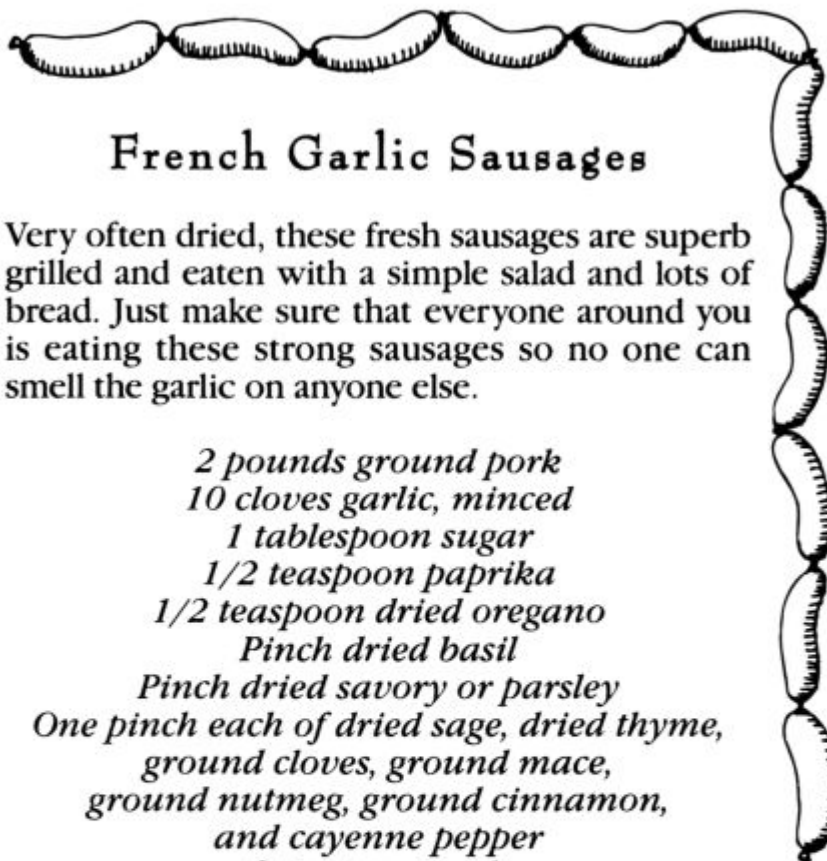 French Garlic Sausages
Very often dried, these fresh sausages are superb
grilled and eaten with a simple salad and lots of
bread. Just make sure that everyone around you
is eating these strong sausages so no one can
smell the garlic on anyone else.
2 pounds ground pork
10 cloves garlic, minced
1 tablespoon sugar
1/2 teaspoon paprika
1/2 teaspoon dried oregano
Pinch dried basil
Pinch dried savory or parsley
One pinch each of dried sage, dried thyme,
ground cloves, ground mace,
ground nutmeg, ground cinnamon,
and cayenne pepper